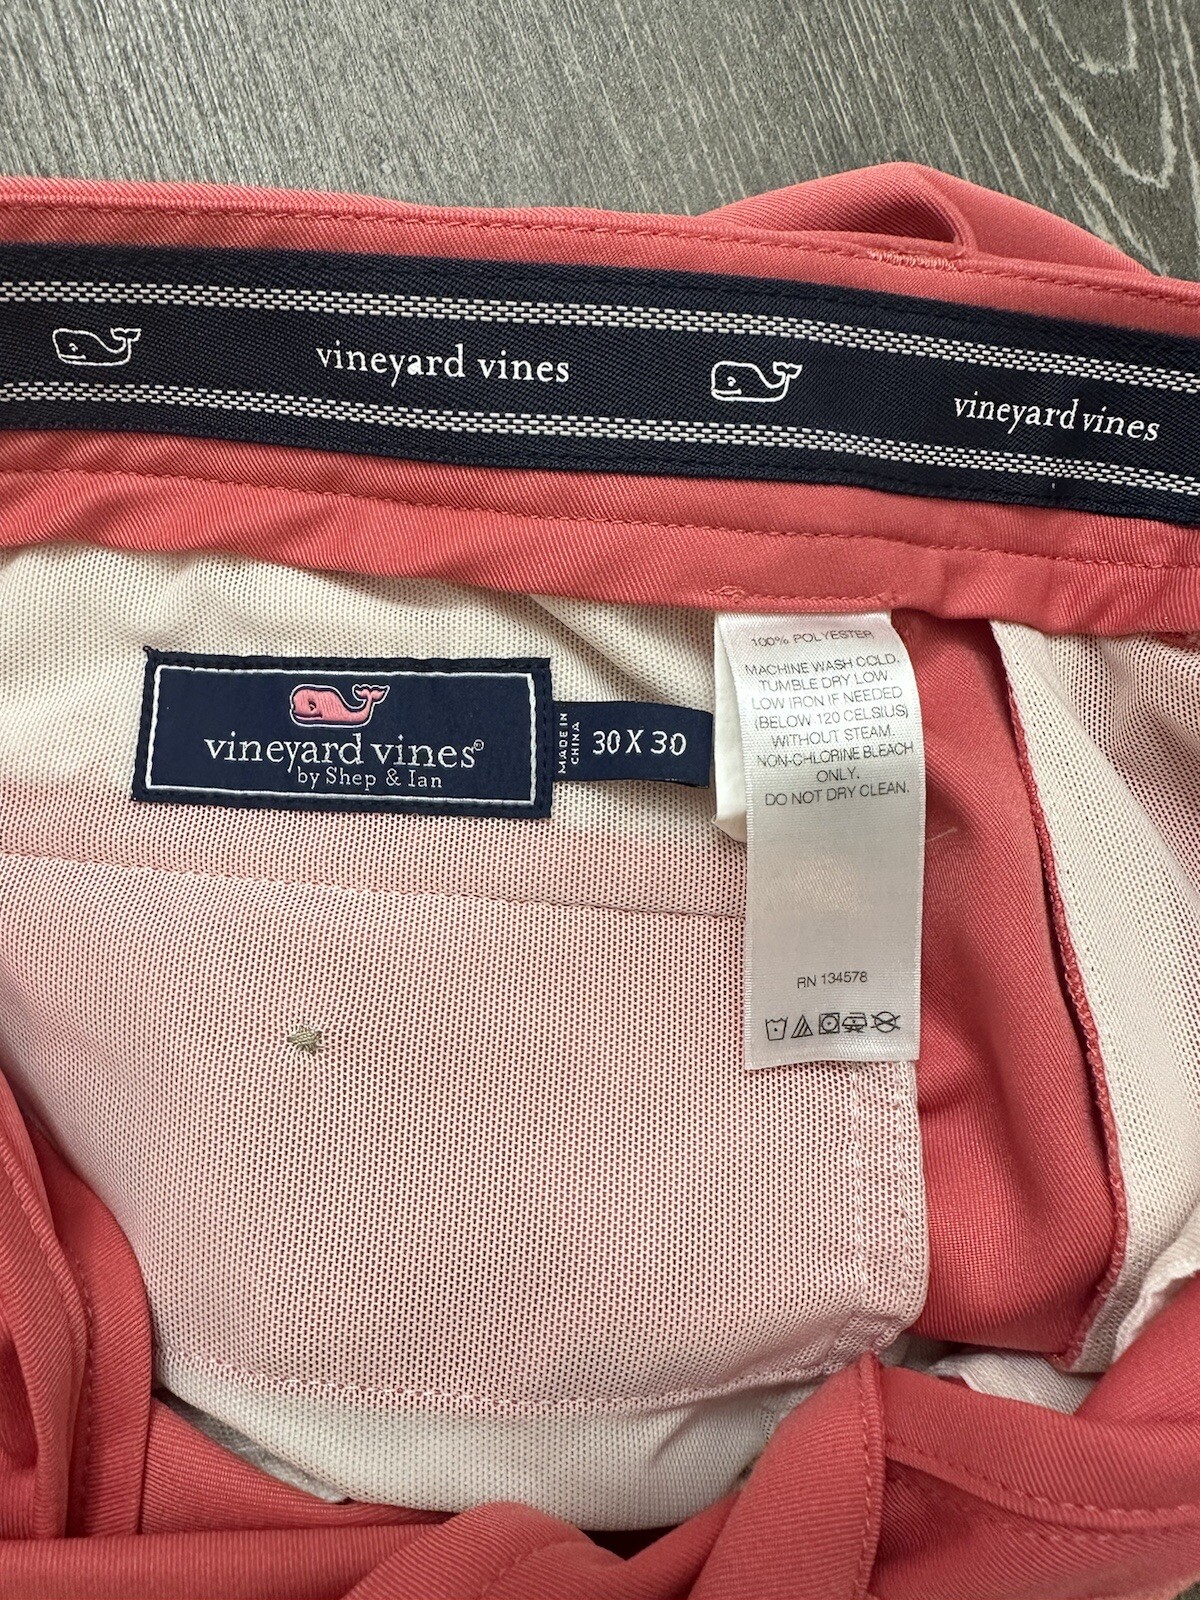 vineyard vines
vineyard vines
100% POLYESTER
MACHINE WASH COLD,
TUMBLE DRY LOW.
LOW IRON IF NEEDED
(BELOW 120 CELSIUS)
WITHOUT STEAM.
NON-CHLORINE BLEACH
ONLY.
DO NOT DRY CLEAN.
RN 134578
vineyard vines®
by Shep & Ian
MADE IN
CHINA
30 X 30